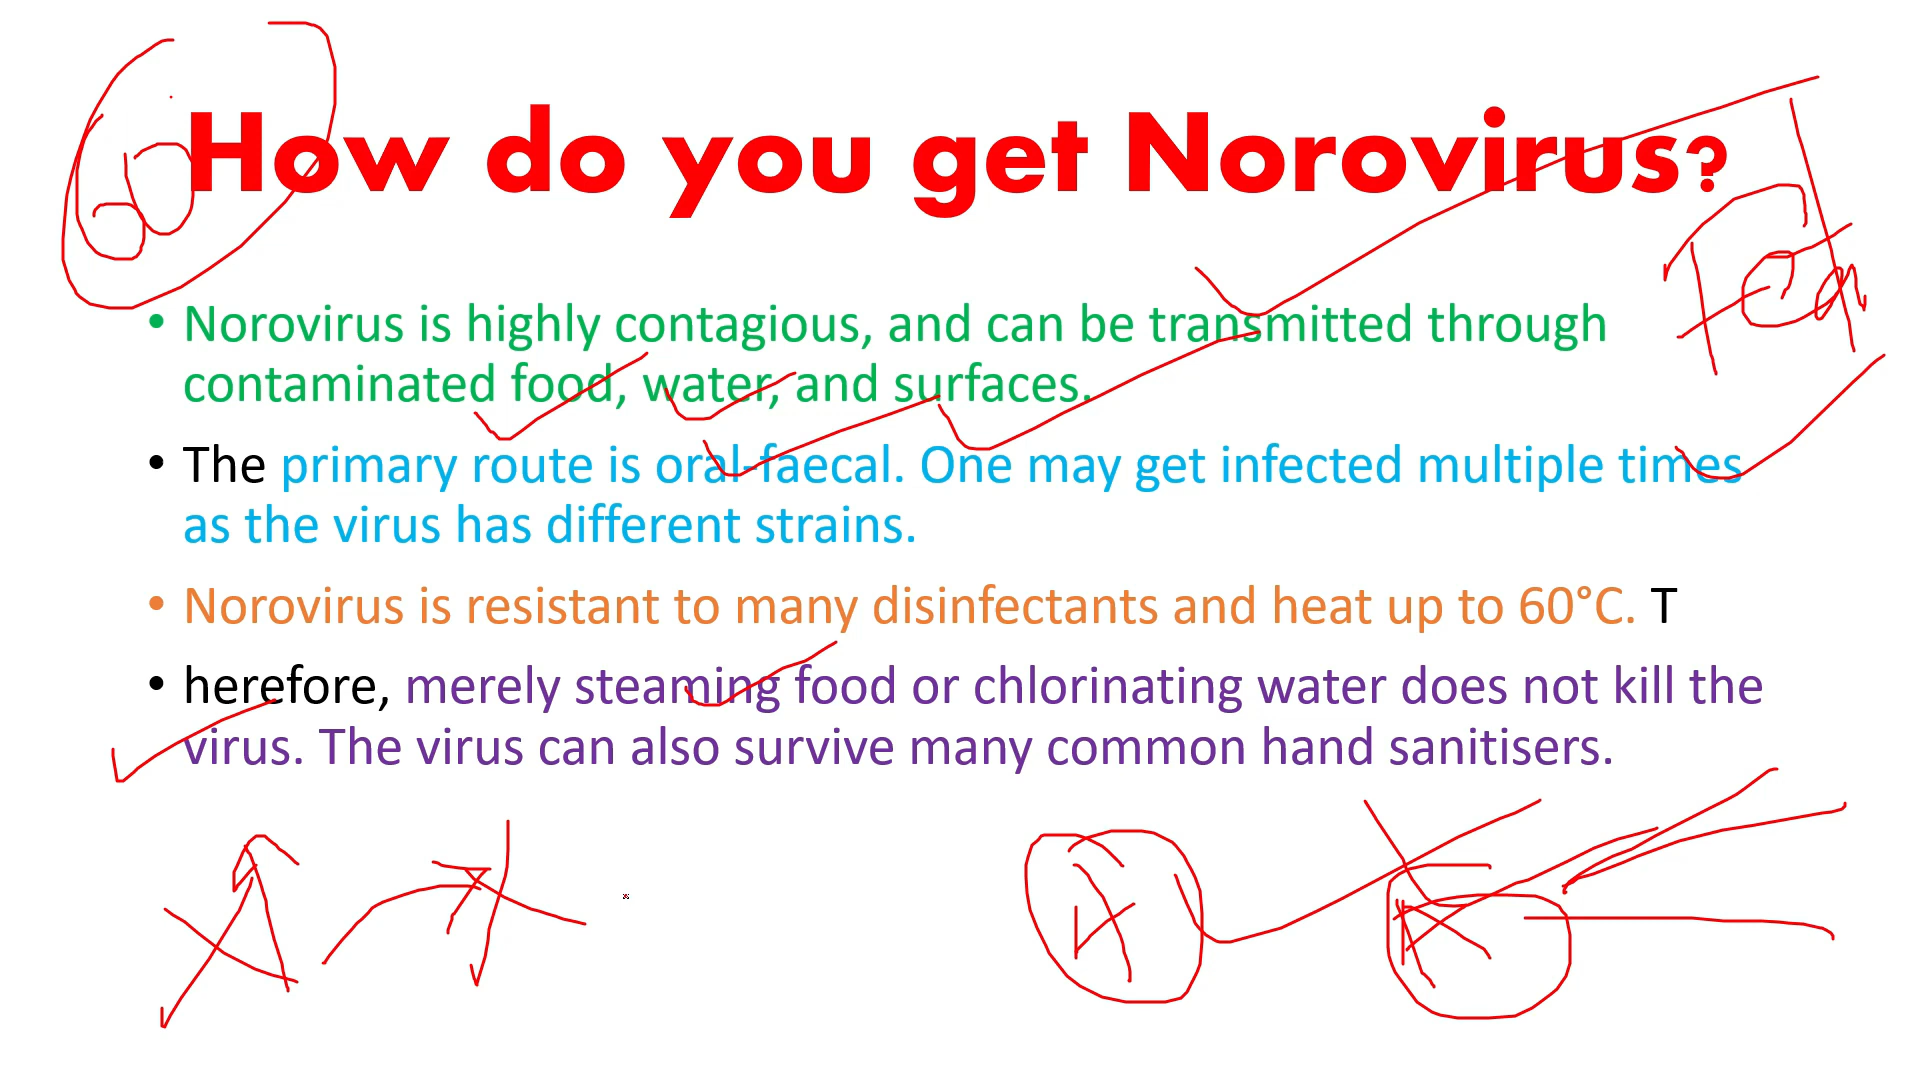 How do you get Norovirus?
• Norovirus is highly contagious, and can be transmitted through
contaminated food, water, and surfaces.
• The primary route is oral-faecal. One may get infected multiple times
as the virus has different strains.
• Norovirus is resistant to many disinfectants and heat up to 60°C. T
• herefore, merely steaming food or chlorinating water does not kill the
virus. The virus can also survive many common hand sanitisers.